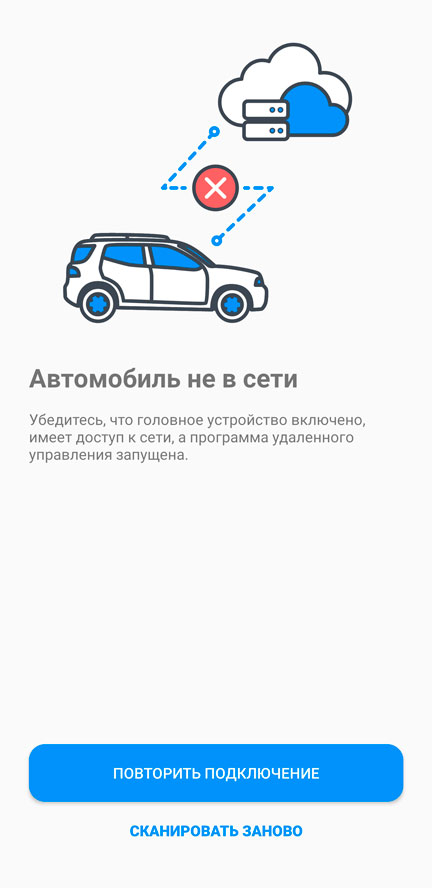 Автомобиль не в сети
Убедитесь, что головное устройство включено,
имеет доступ к сети, а программа удаленного
управления запущена.
ПОВТОРИТЬ ПОДКЛЮЧЕНИЕ
СКАНИРОВАТЬ ЗАНОВО